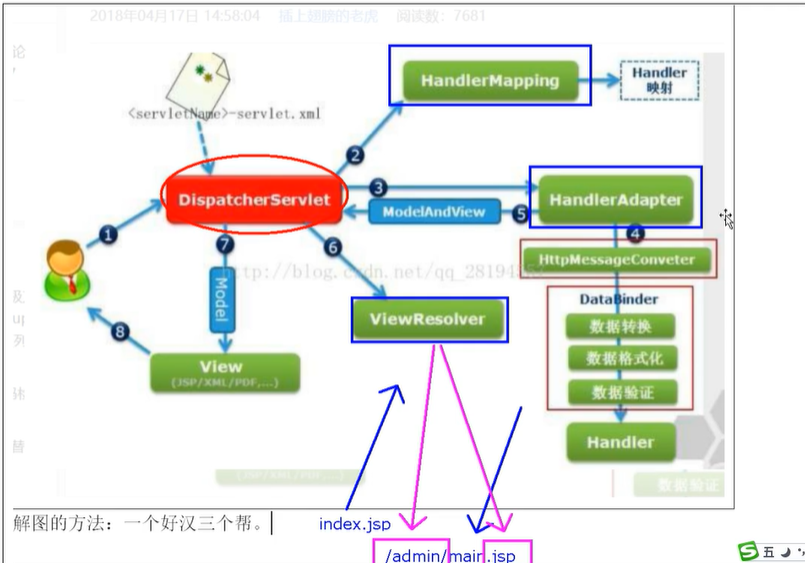 2018年04月17日 14:58:04 插上翅膀的老虎 阅读数: 7681
论
<servletName>-servlet.xml
HandlerMapping
Handler
映射
2
DispatcherServlet
3
HandlerAdapter
ModelAndView
5
1
7
6
4
http://blog.csdn.net/qq_28194
HttpMessageConveter
Model
DataBinder
ViewResolver
数据转换
8
View
(JSP/XML/PDF,...)
数据格式化
数据验证
Handler
列
替
(JSP/XML/PDF,...)
数据验证
解图的方法：一个好汉三个帮。
index.jsp
/admin/main.jsp
五